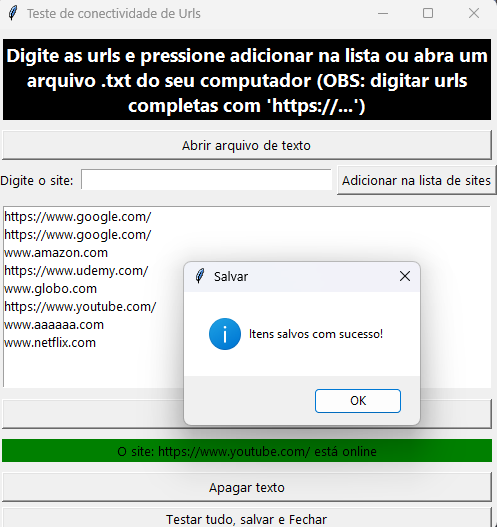 Teste de conectividade de Urls
Digite as urls e pressione adicionar na lista ou abra um
arquivo .txt do seu computador (OBS: digitar urls
completas com 'https://...')
Abrir arquivo de texto
Digite o site:
Adicionar na lista de sites
https://www.google.com/
https://www.google.com/
www.amazon.com
https://www.udemy.com/
www.globo.com
https://www.youtube.com/
www.aaaaaa.com
www.netflix.com
Salvar
Itens salvos com sucesso!
OK
O site: https://www.youtube.com/ está online
Apagar texto
Testar tudo, salvar e Fechar